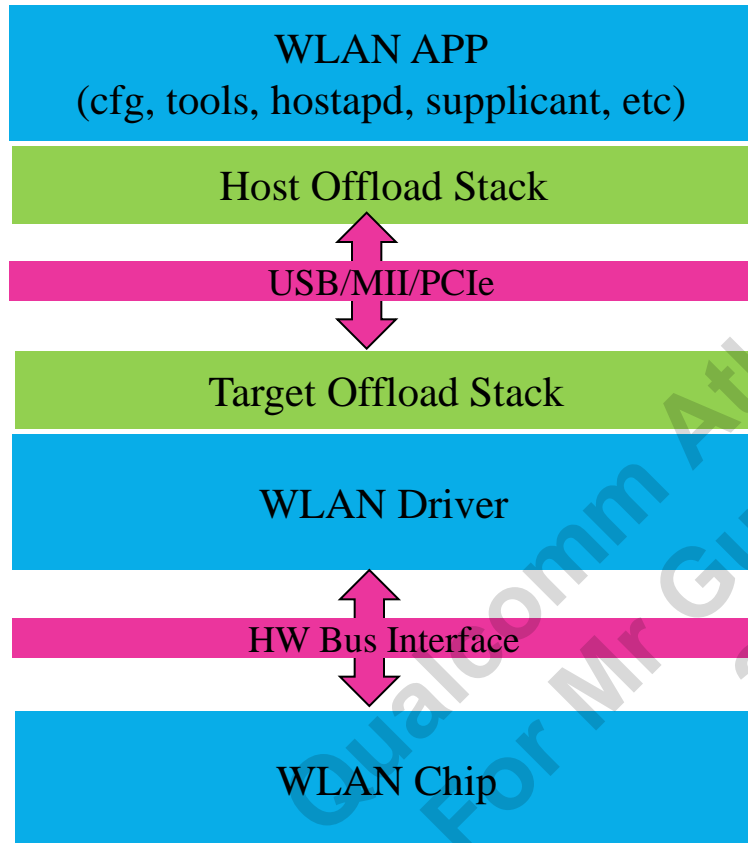 WLAN APP
(cfg, tools, hostapd, supplicant, etc)
Host Offload Stack
USB/MII/PCIe
Target Offload Stack
WLAN Driver
HW Bus Interface
WLAN Chip
Qualcomm
For Mr